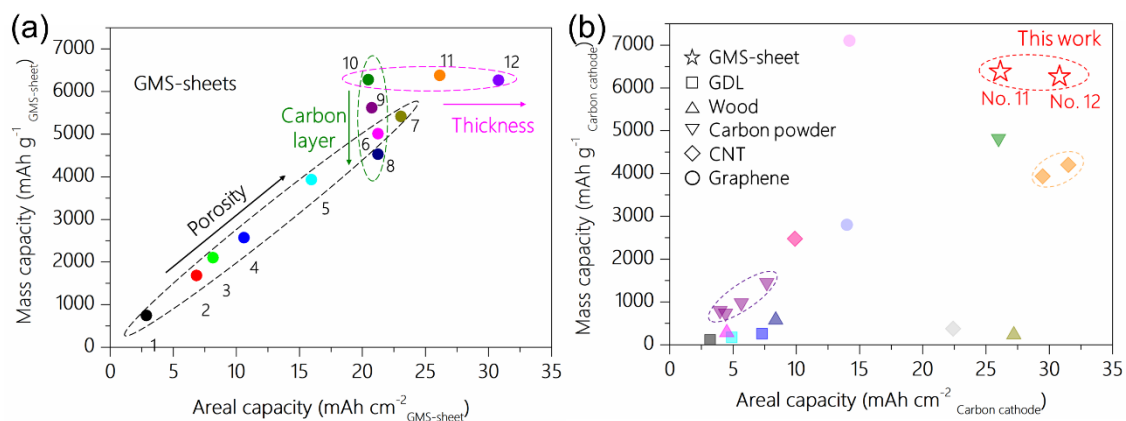 (a)
7000
6000
5000
4000
3000
2000
1000
0
Mass capacity (mAh g⁻¹ GMS-sheet)
GMS-sheets
10
11
12
9
Carbon
layer
Thickness
7
6
8
Porosity
5
4
3
2
1
0 5 10 15 20 25 30 35
Areal capacity (mAh cm⁻² GMS-sheet)
(b)
7000
6000
5000
4000
3000
2000
1000
0
Mass capacity (mAh g⁻¹ Carbon cathode)
GMS-sheet
GDL
Wood
Carbon powder
CNT
Graphene
This work
No. 11
No. 12
0 5 10 15 20 25 30 35
Areal capacity (mAh cm⁻² Carbon cathode)